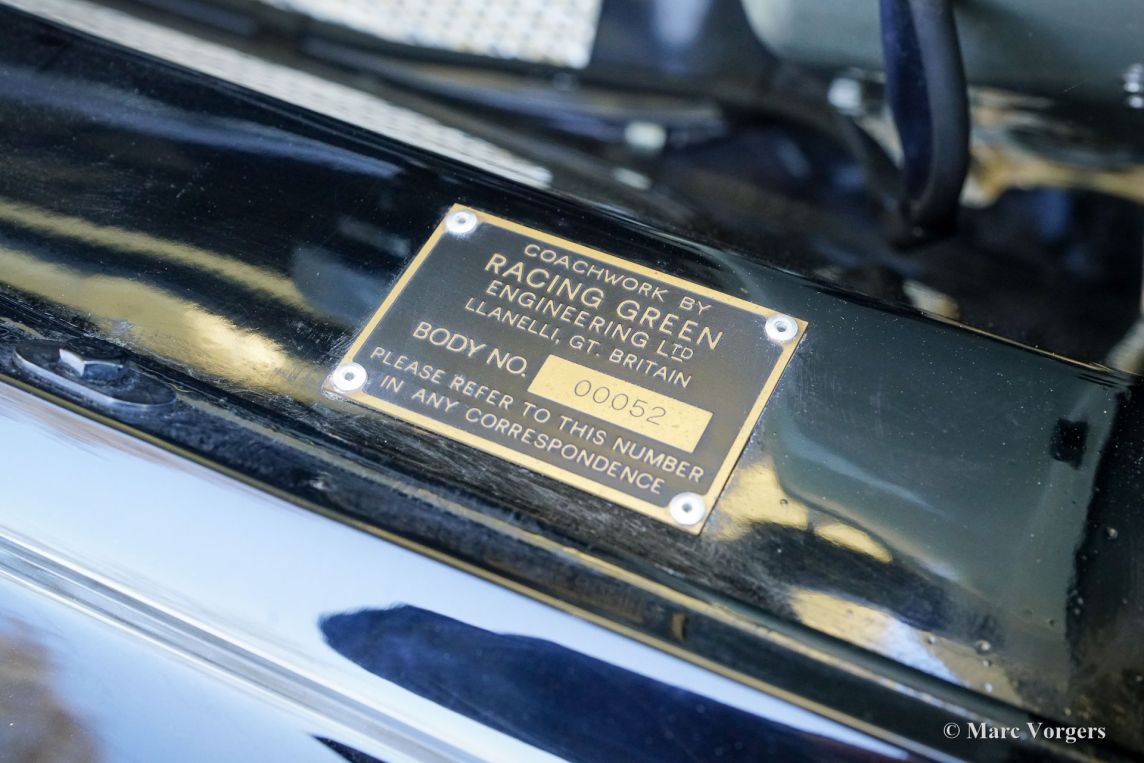 COACHWORK BY
RACING GREEN
ENGINEERING LTD
LLANELLI, GT. BRITAIN
BODY NO. 00052
PLEASE REFER TO THIS NUMBER
IN ANY CORRESPONDENCE
© Marc Vorgers